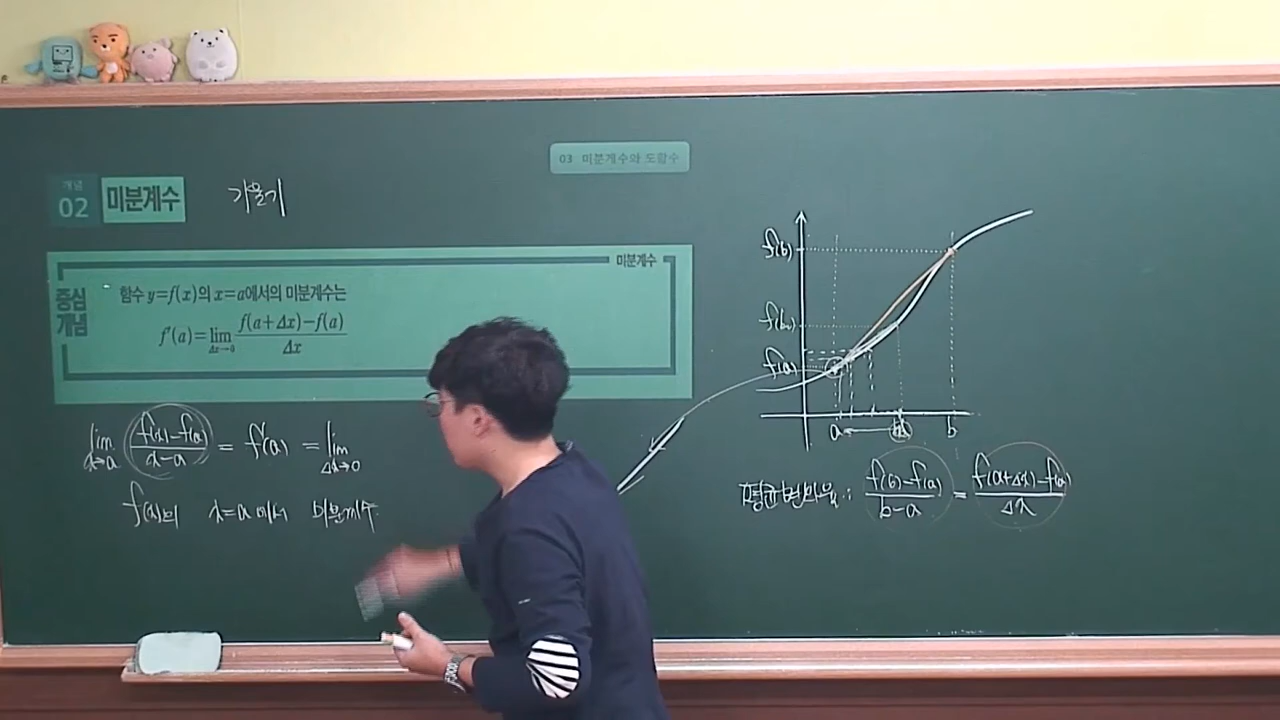 03 미분계수와 도함수
개념
02
미분계수
기울기
미분계수
중심
개념
함수 y=f(x)의 x=a에서의 미분계수는
f'(a)=lim Δx→0 f(a+Δx)−f(a) / Δx
lim x→a f(x)−f(a) / x−a = f'(a) = lim Δx→0
f(x)의 x=a에서 미분계수
f(b)
f(a)
a b
평균변화율: f(b)−f(a) / b−a = f(a+Δx)−f(a) / Δx